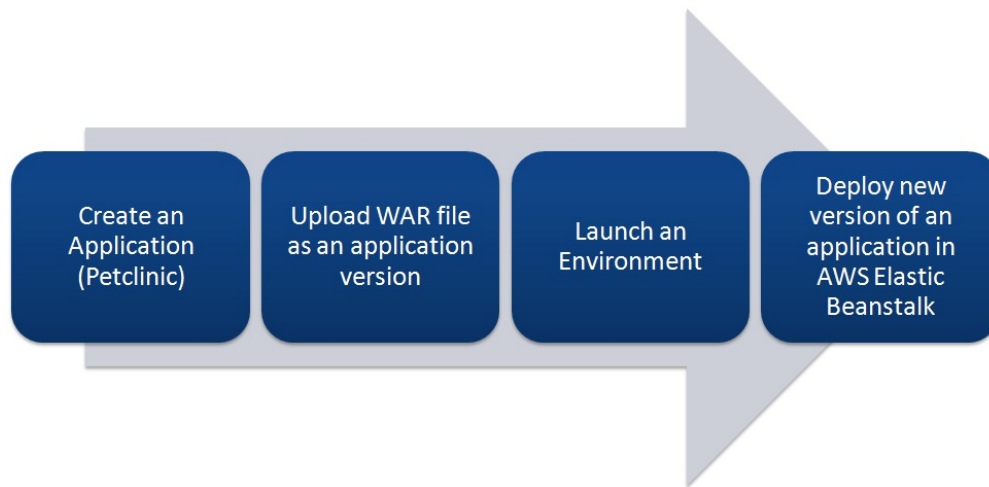 Create an
Application
(Petclinic)
Upload WAR file
as an application
version
Launch an
Environment
Deploy new
version of an
application in
AWS Elastic
Beanstalk